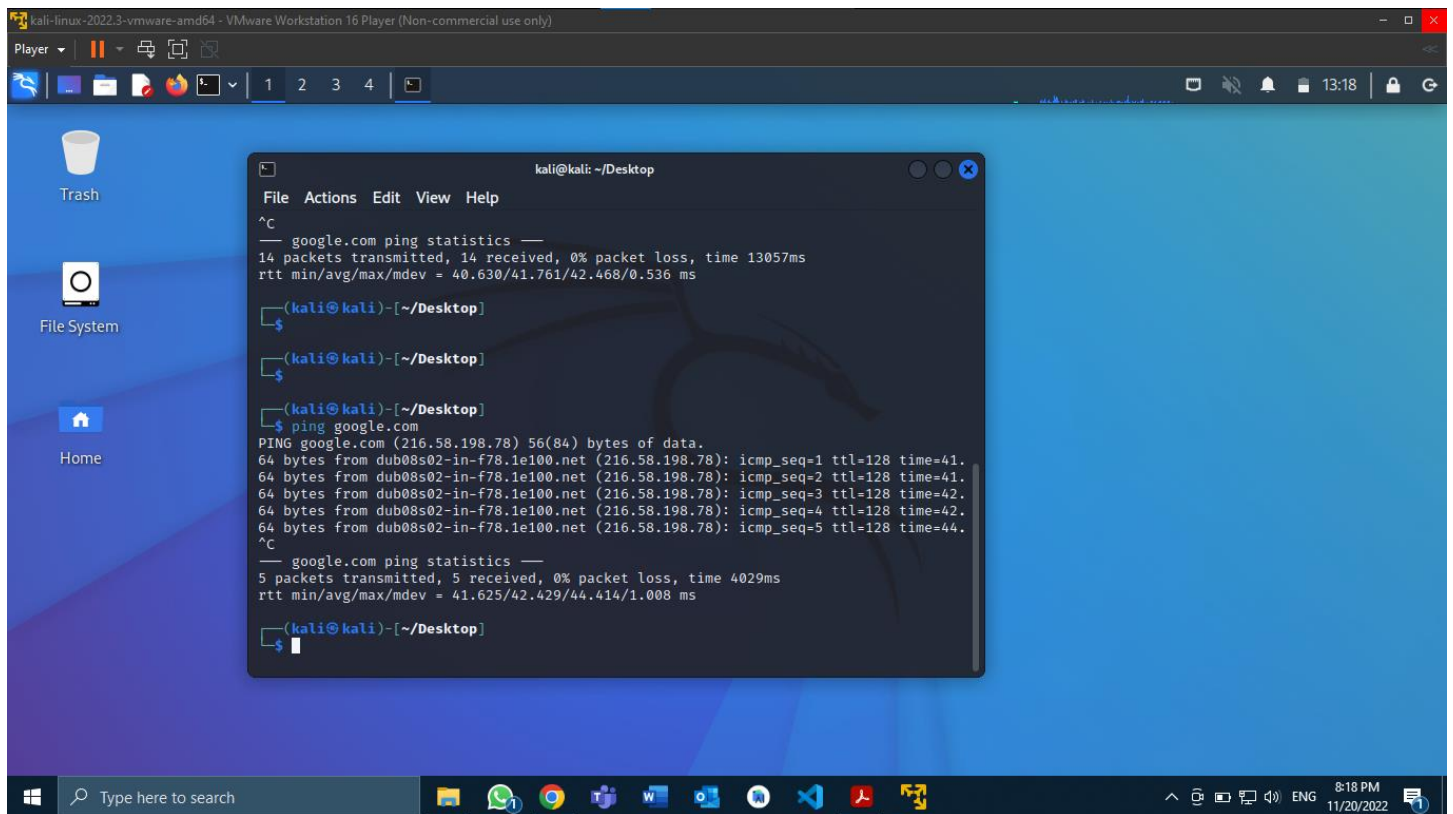 kali-linux-2022.3-vmware-amd64 - VMware Workstation 16 Player (Non-commercial use only)
Player
1 2 3 4
13:18
Trash
File System
Home
kali@kali: ~/Desktop
File Actions Edit View Help
^C
— google.com ping statistics —
14 packets transmitted, 14 received, 0% packet loss, time 13057ms
rtt min/avg/max/mdev = 40.630/41.761/42.468/0.536 ms
┌──(kali㉿kali)-[~/Desktop]
└─$
┌──(kali㉿kali)-[~/Desktop]
└─$
┌──(kali㉿kali)-[~/Desktop]
└─$ ping google.com
PING google.com (216.58.198.78) 56(84) bytes of data.
64 bytes from dub08s02-in-f78.1e100.net (216.58.198.78): icmp_seq=1 ttl=128 time=41.
64 bytes from dub08s02-in-f78.1e100.net (216.58.198.78): icmp_seq=2 ttl=128 time=41.
64 bytes from dub08s02-in-f78.1e100.net (216.58.198.78): icmp_seq=3 ttl=128 time=42.
64 bytes from dub08s02-in-f78.1e100.net (216.58.198.78): icmp_seq=4 ttl=128 time=42.
64 bytes from dub08s02-in-f78.1e100.net (216.58.198.78): icmp_seq=5 ttl=128 time=44.
^C
— google.com ping statistics —
5 packets transmitted, 5 received, 0% packet loss, time 4029ms
rtt min/avg/max/mdev = 41.625/42.429/44.414/1.008 ms
┌──(kali㉿kali)-[~/Desktop]
└─$
Type here to search
ENG
8:18 PM
11/20/2022